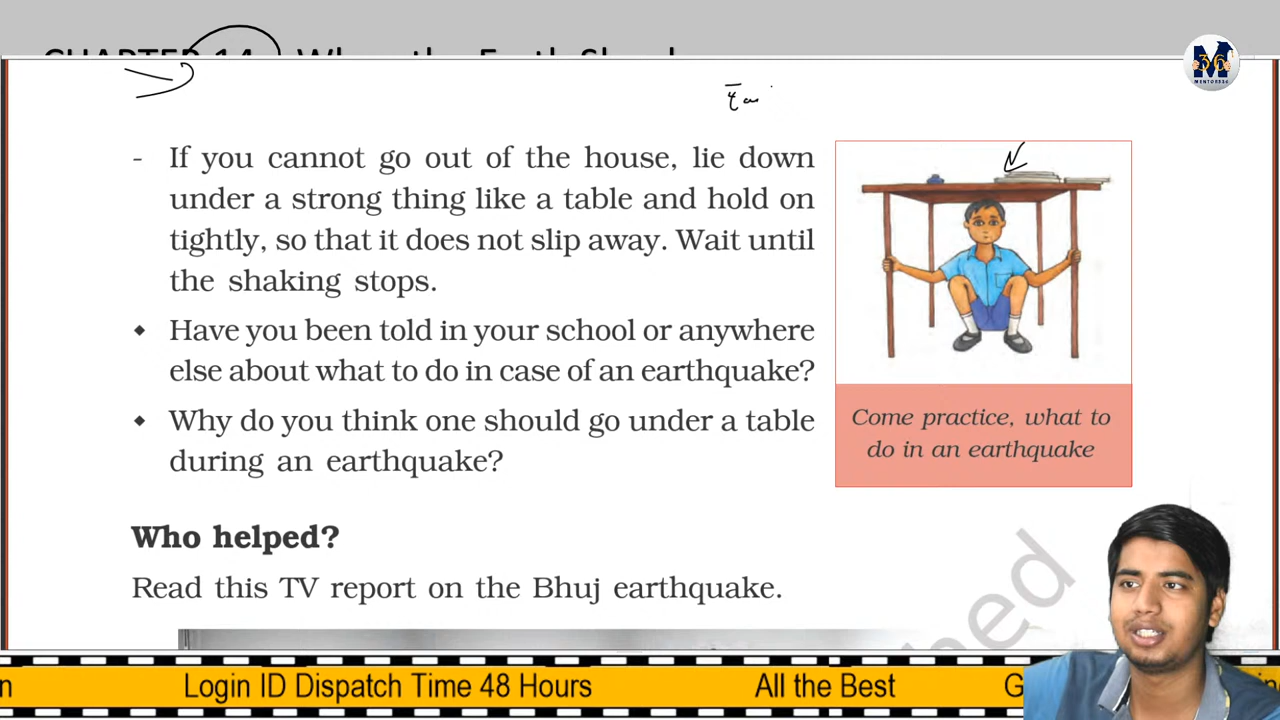 If you cannot go out of the house, lie down
- under a strong thing like a table and hold on
tightly, so that it does not slip away. Wait until
the shaking stops.
◆ Have you been told in your school or anywhere
else about what to do in case of an earthquake?
◆ Why do you think one should go under a table
during an earthquake?
Come practice, what to
do in an earthquake
Who helped?
Read this TV report on the Bhuj earthquake.
Login ID Dispatch Time 48 Hours
All the Best